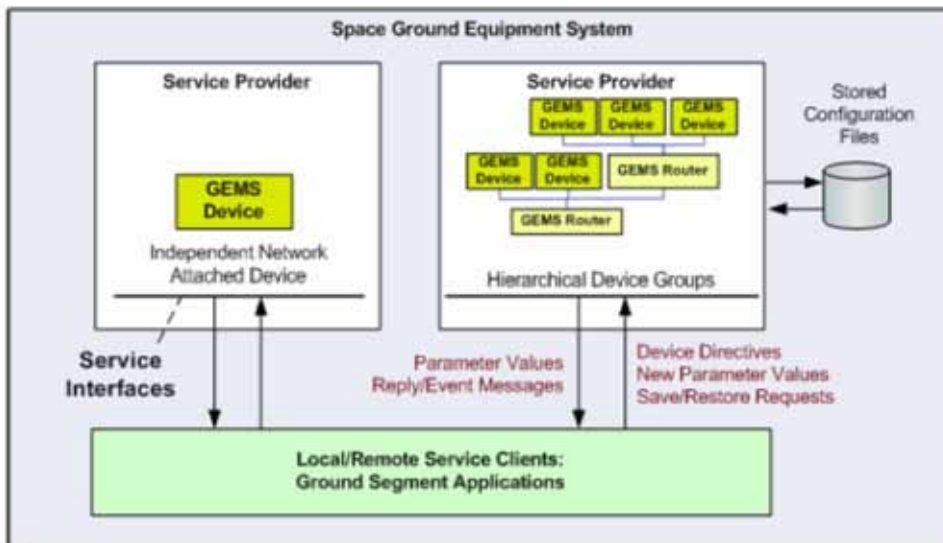 Space Ground Equipment System
Service Provider
GEMS
Device
Independent Network
Attached Device
Service
Interfaces
Service Provider
GEMS
Device
GEMS
Device
GEMS
Device
GEMS
Device
GEMS
Device
GEMS Router
GEMS Router
Hierarchical Device Groups
Stored
Configuration
Files
Parameter Values
Reply/Event Messages
Device Directives
New Parameter Values
Save/Restore Requests
Local/Remote Service Clients:
Ground Segment Applications